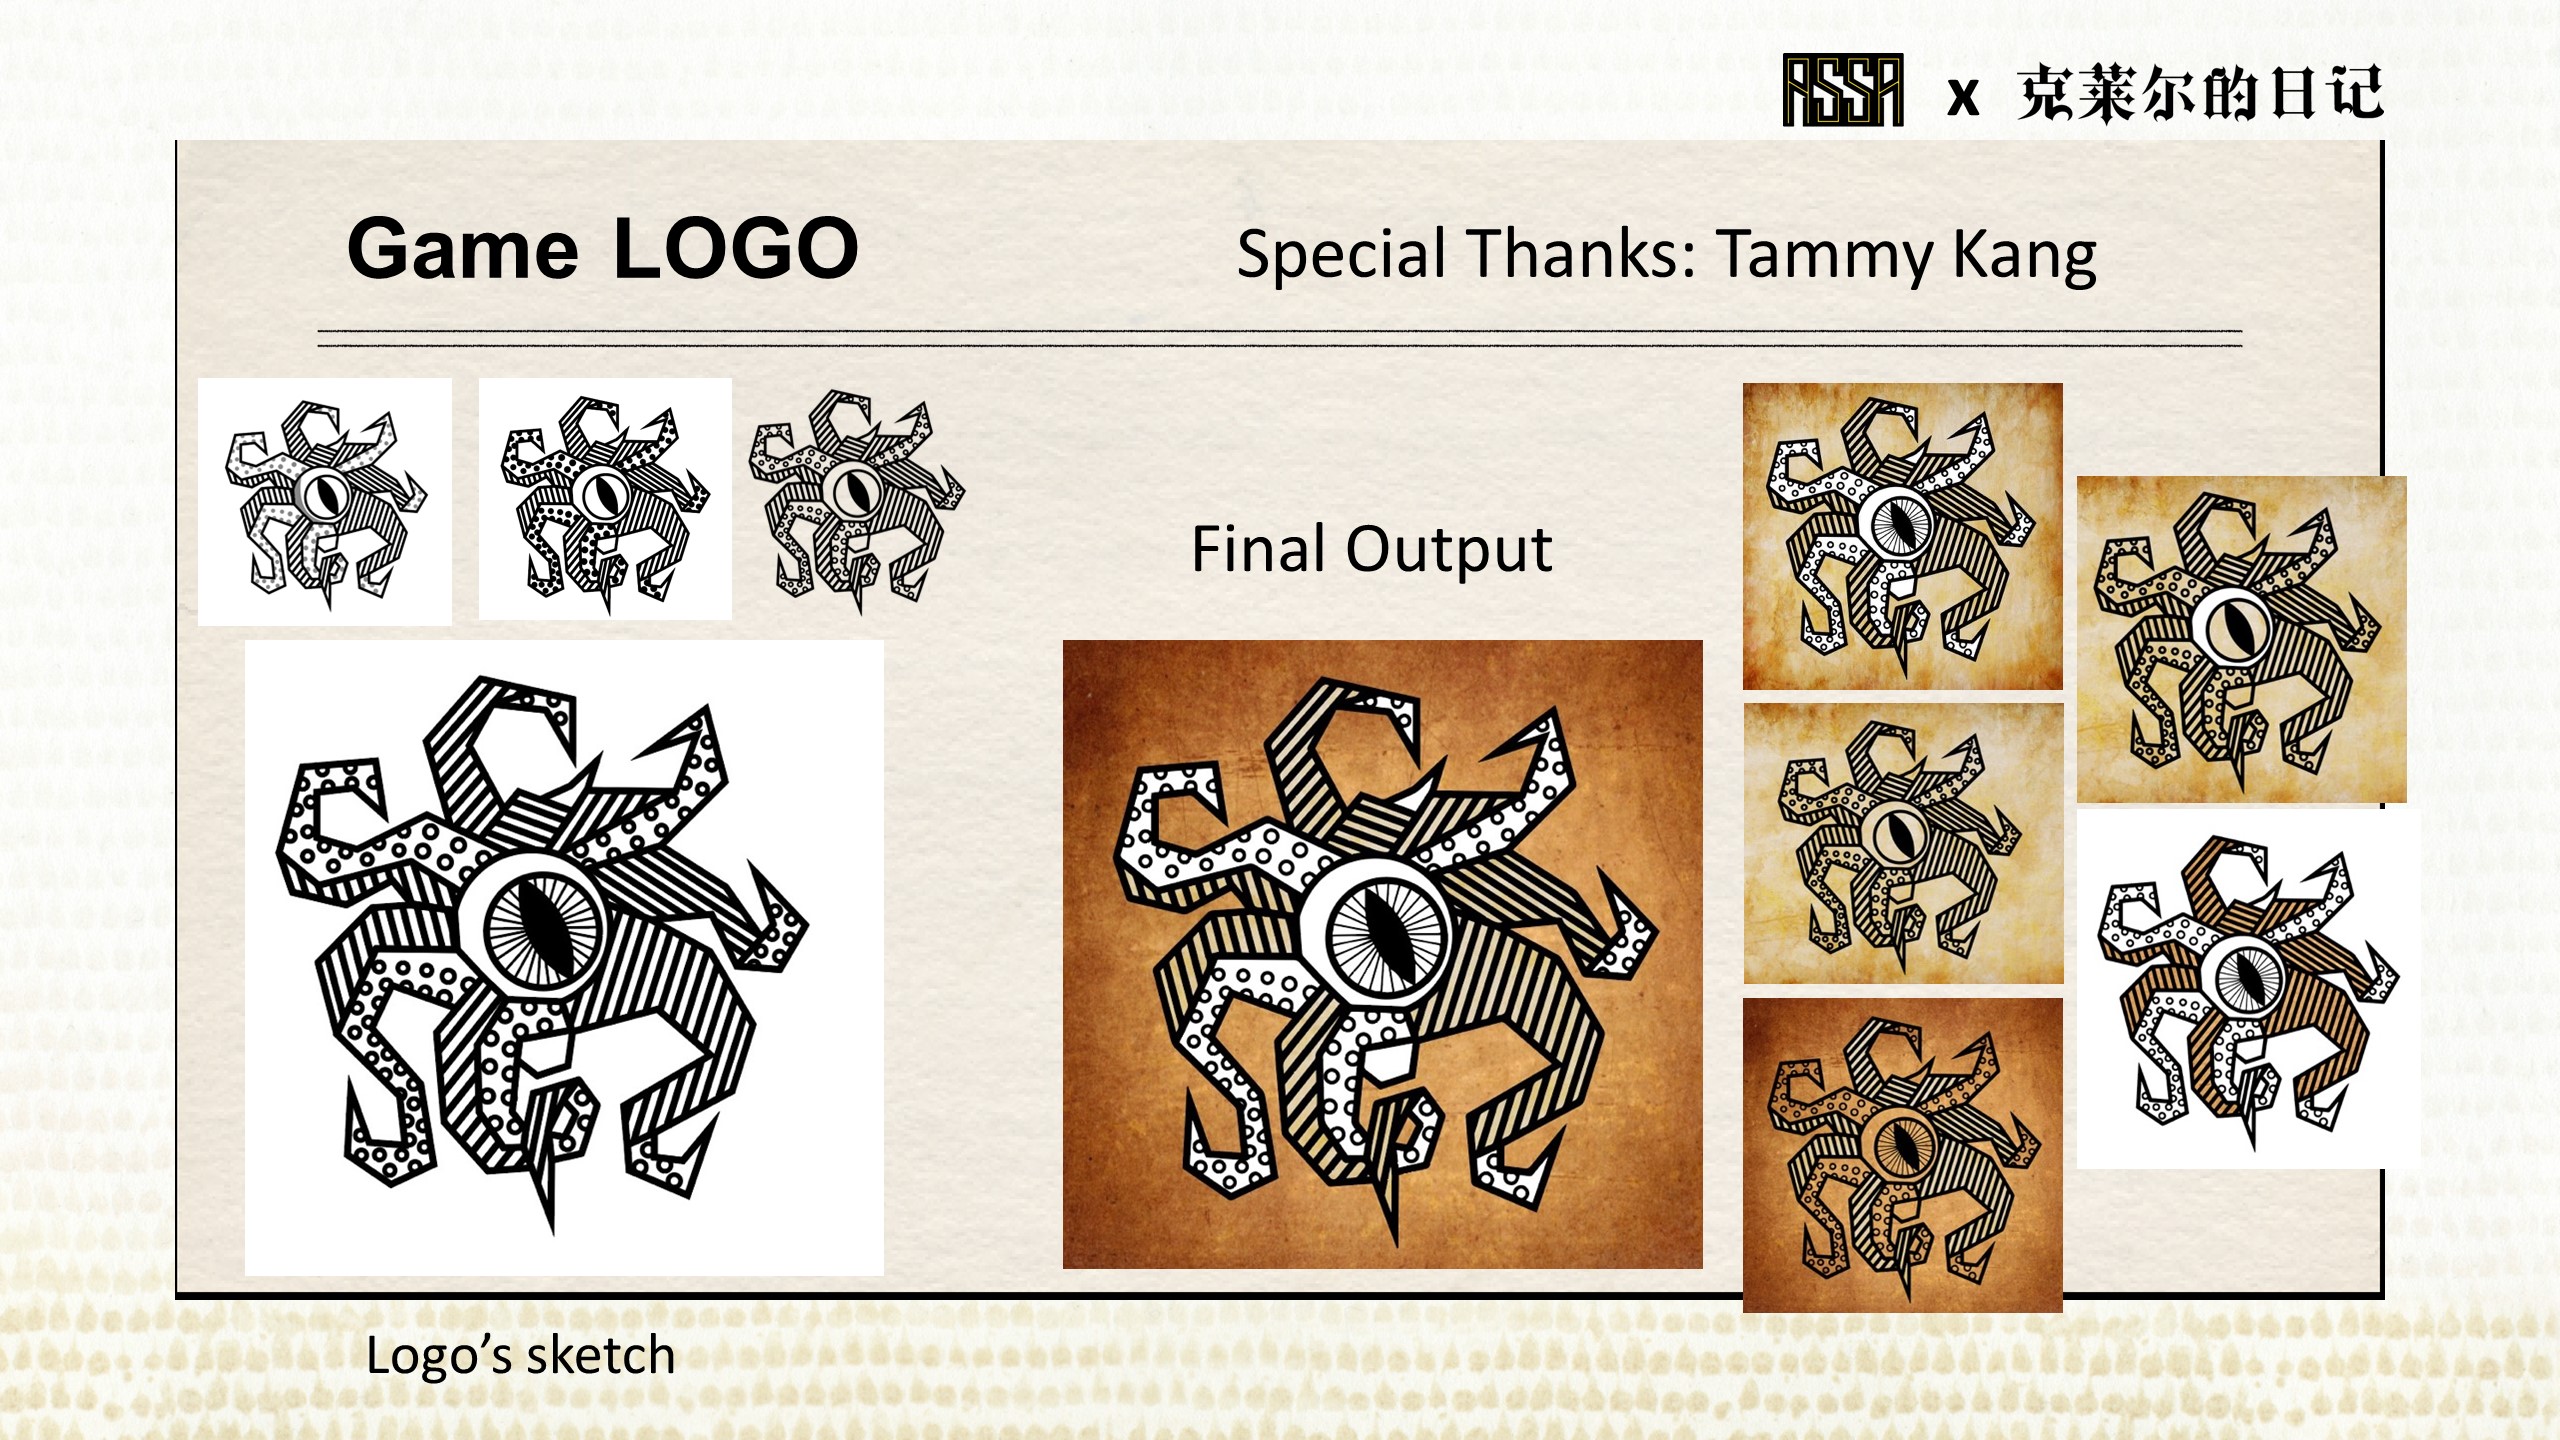 ASSA x 克莱尔的日记
Game LOGO
Special Thanks: Tammy Kang
Final Output
Logo’s sketch